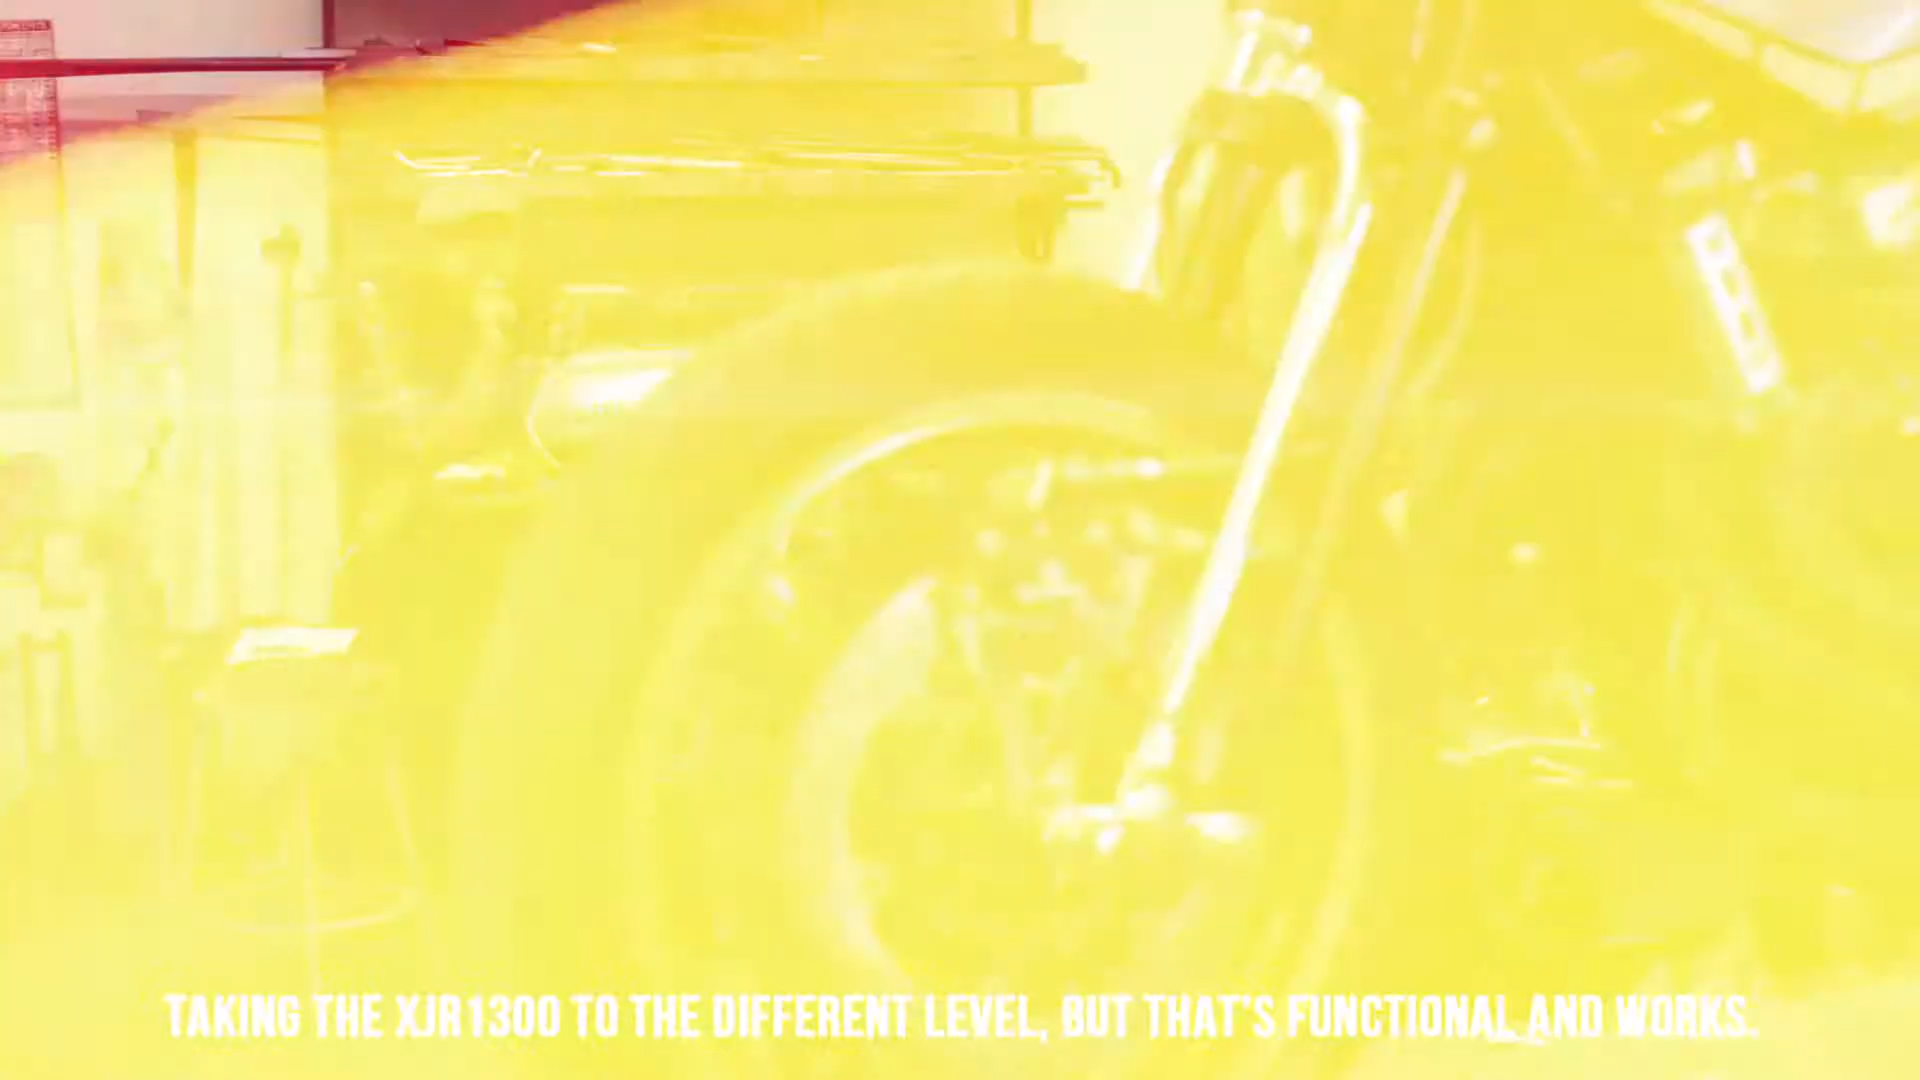 TAKING THE XJR1300 TO THE DIFFERENT LEVEL, BUT THAT'S FUNCTIONAL AND WORKS.